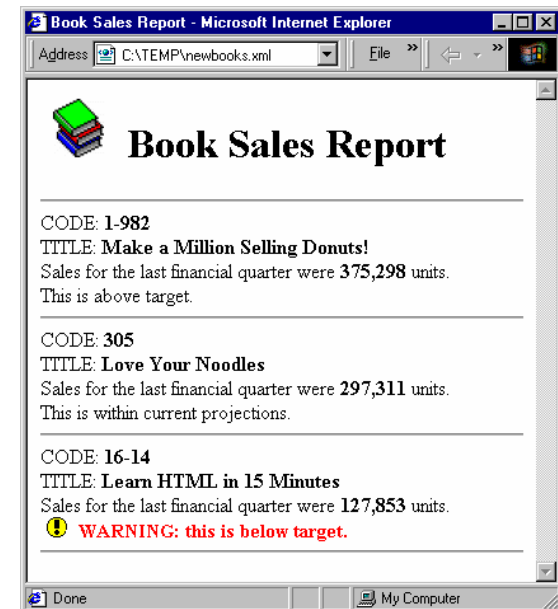 Book Sales Report - Microsoft Internet Explorer
Address C:\TEMP\newbooks.xml File » »
Book Sales Report
CODE: 1-982
TITLE: Make a Million Selling Donuts!
Sales for the last financial quarter were 375,298 units.
This is above target.
CODE: 305
TITLE: Love Your Noodles
Sales for the last financial quarter were 297,311 units.
This is within current projections.
CODE: 16-14
TITLE: Learn HTML in 15 Minutes
Sales for the last financial quarter were 127,853 units.
WARNING: this is below target.
Done My Computer